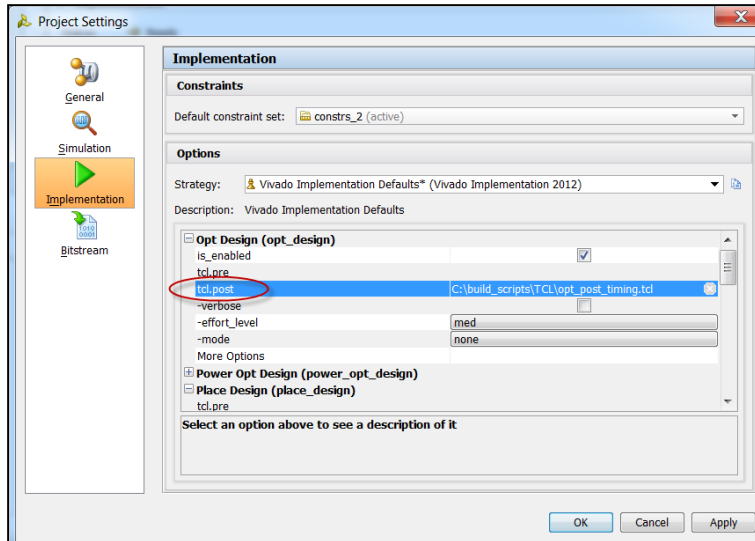 Project Settings
General
Simulation
Implementation
Bitstream
Implementation
Constraints
Default constraint set: constrs_2 (active)
Options
Strategy: Vivado Implementation Defaults* (Vivado Implementation 2012)
Description: Vivado Implementation Defaults
Opt Design (opt_design)
is_enabled
tcl.pre
tcl.post C:\build_scripts\TCL\opt_post_timing.tcl
-verbose
-effort_level med
-mode none
More Options
Power Opt Design (power_opt_design)
Place Design (place_design)
tcl.pre
Select an option above to see a description of it
OK Cancel Apply